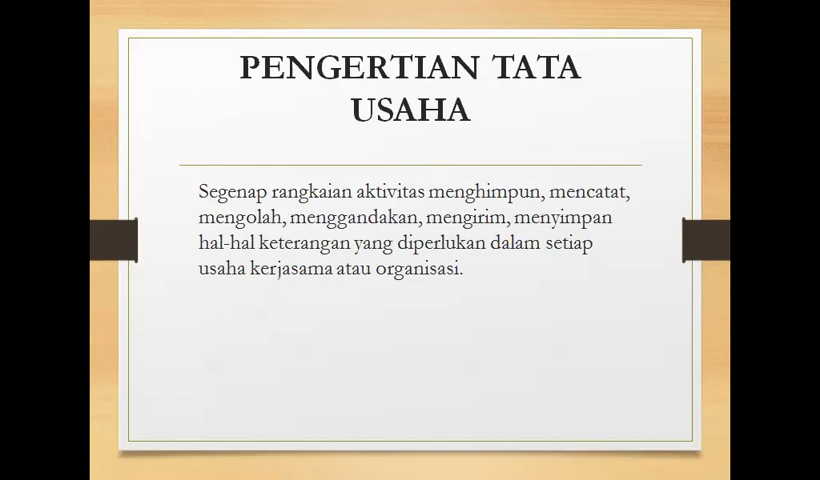 PENGERTIAN TATA
USAHA
Segenap rangkaian aktivitas menghimpun, mencatat,
mengolah, menggandakan, mengirim, menyimpan
hal-hal keterangan yang diperlukan dalam setiap
usaha kerjasama atau organisasi.